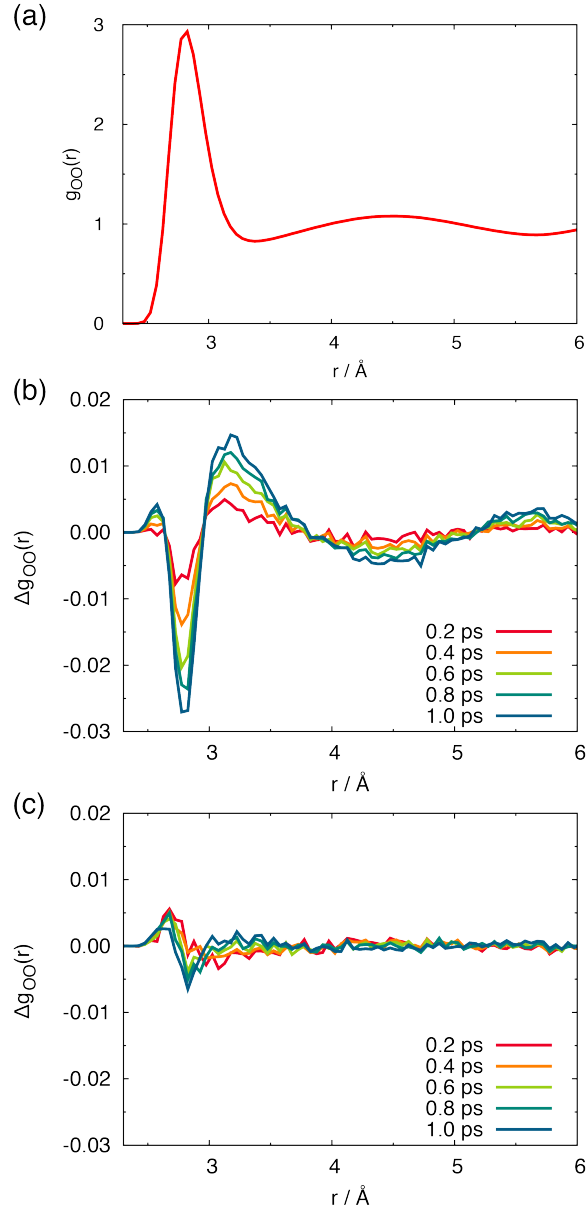 (a)
3
2
1
0
gOO(r)
3
4
5
6
r / Å
(b)
0.02
0.01
0.00
-0.01
-0.02
-0.03
ΔgOO(r)
0.2 ps
0.4 ps
0.6 ps
0.8 ps
1.0 ps
3
4
5
6
r / Å
(c)
0.02
0.01
0.00
-0.01
-0.02
-0.03
ΔgOO(r)
0.2 ps
0.4 ps
0.6 ps
0.8 ps
1.0 ps
3
4
5
6
r / Å